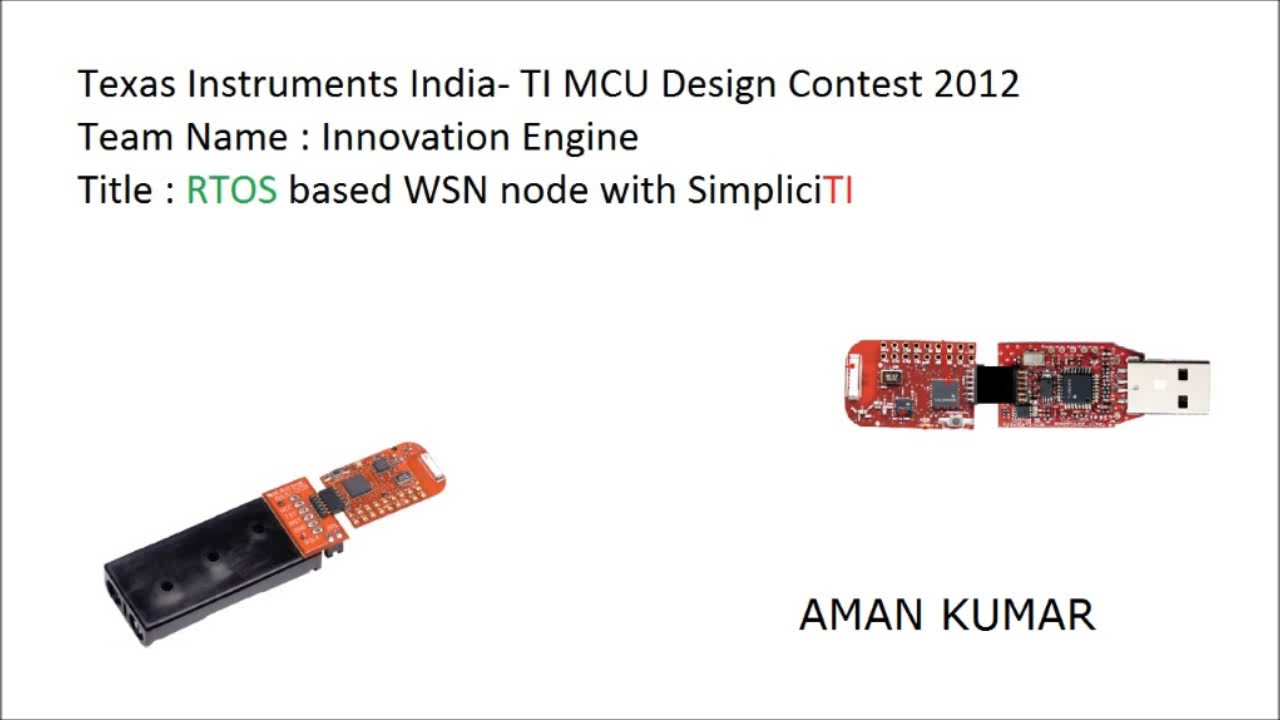 Texas Instruments India- TI MCU Design Contest 2012
Team Name : Innovation Engine
Title : RTOS based WSN node with SimpliciTI
AMAN KUMAR